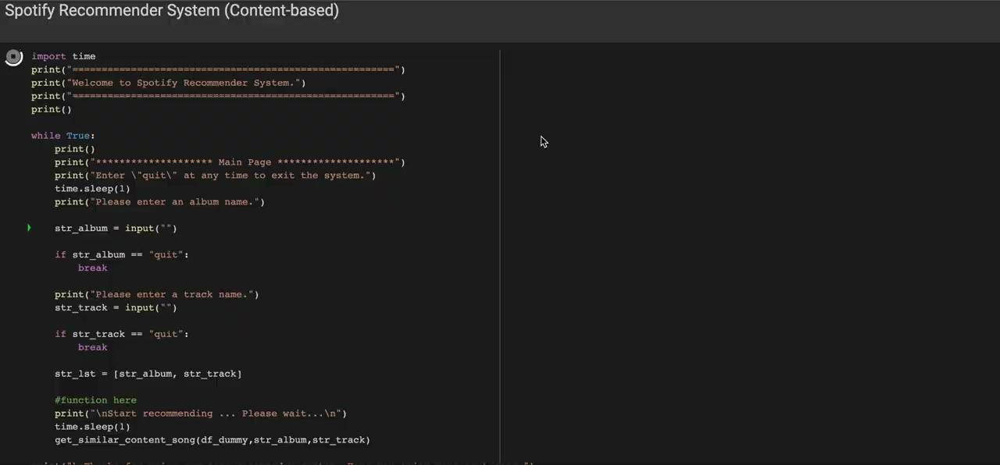 Spotify Recommender System (Content-based)
import time
print("=======================================================")
print("Welcome to Spotify Recommender System.")
print("=======================================================")
print()
while True:
print()
print("******************** Main Page ********************")
print("Enter \"quit\" at any time to exit the system.")
time.sleep(1)
print("Please enter an album name.")
str_album = input("")
if str_album == "quit":
break
print("Please enter a track name.")
str_track = input("")
if str_track == "quit":
break
str_lst = [str_album, str_track]
#function here
print("\nStart recommending ... Please wait...\n")
time.sleep(1)
get_similar_content_song(df_dummy,str_album,str_track)